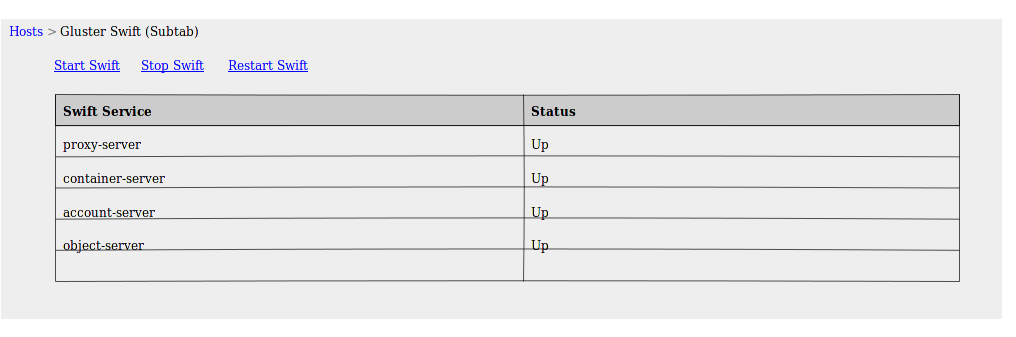 Hosts > Gluster Swift (Subtab)
Start Swift Stop Swift Restart Swift
Swift Service Status
proxy-server Up
container-server Up
account-server Up
object-server Up